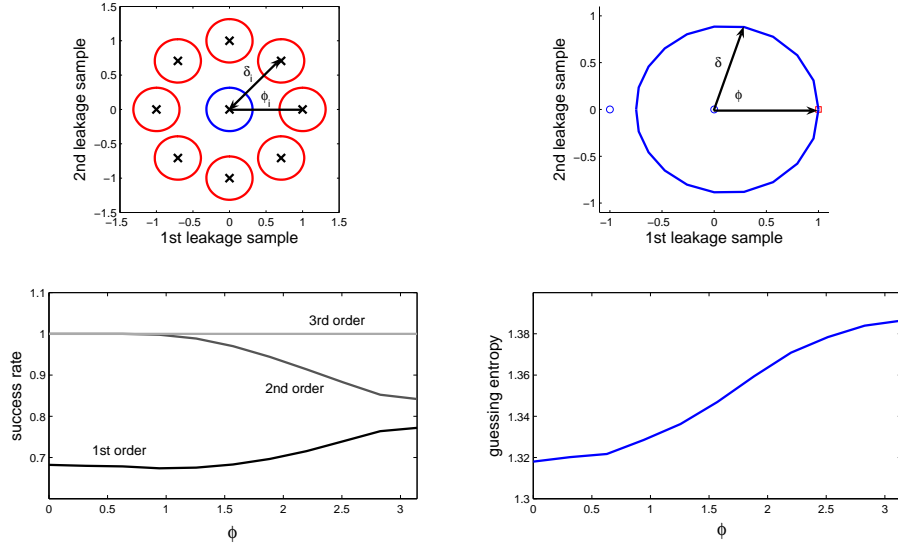 1.5
1
0.5
0
−0.5
−1
−1.5
−1.5 −1 −0.5 0 0.5 1 1.5
2nd leakage sample
1st leakage sample
δi
ϕi
1
0.5
0
−0.5
−1
−1 −0.5 0 0.5 1
2nd leakage sample
1st leakage sample
δ
ϕ
1.1
1
0.9
0.8
0.7
0 0.5 1 1.5 2 2.5 3
success rate
3rd order
2nd order
1st order
ϕ
1.38
1.36
1.34
1.32
1.3
0 0.5 1 1.5 2 2.5 3
guessing entropy
ϕ